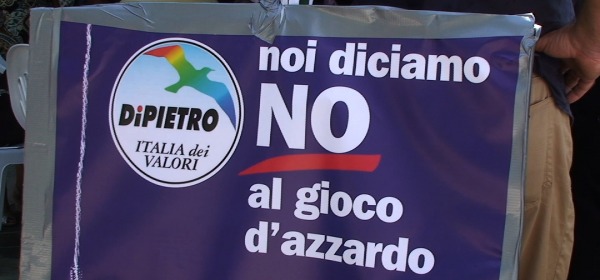 DiPIETRO
ITALIA dei
VALORI
noi diciamo
NO
al gioco
d'azzardo